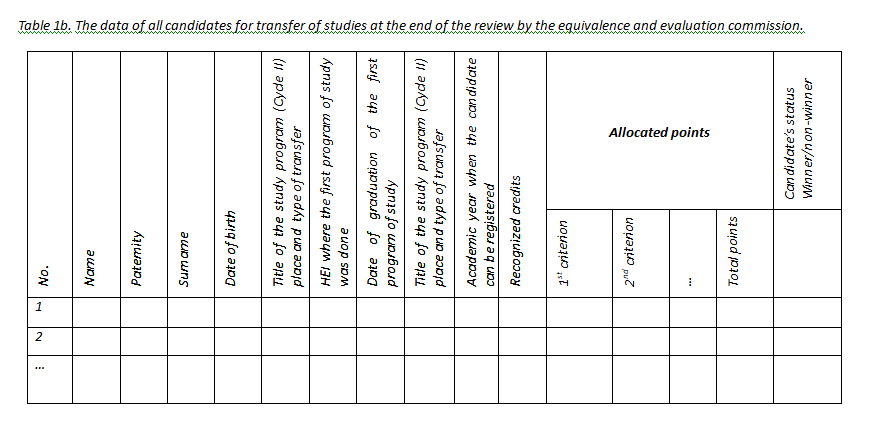 Table 1b. The data of all candidates for transfer of studies at the end of the review by the equivalence and evaluation commission.
No.
Name
Paternity
Surname
Date of birth
Title of the study program (Cycle II)
place and type of transfer
HEI where the first program of study
was done
Date of graduation of the first
program of study
Title of the study program (Cycle II)
place and type of transfer
Academic year when the candidate
can be registered
Recognized credits
Allocated points
Candidate's status
Winner/non-winner
1st criterion
2nd criterion
...
Total points
1
2
...